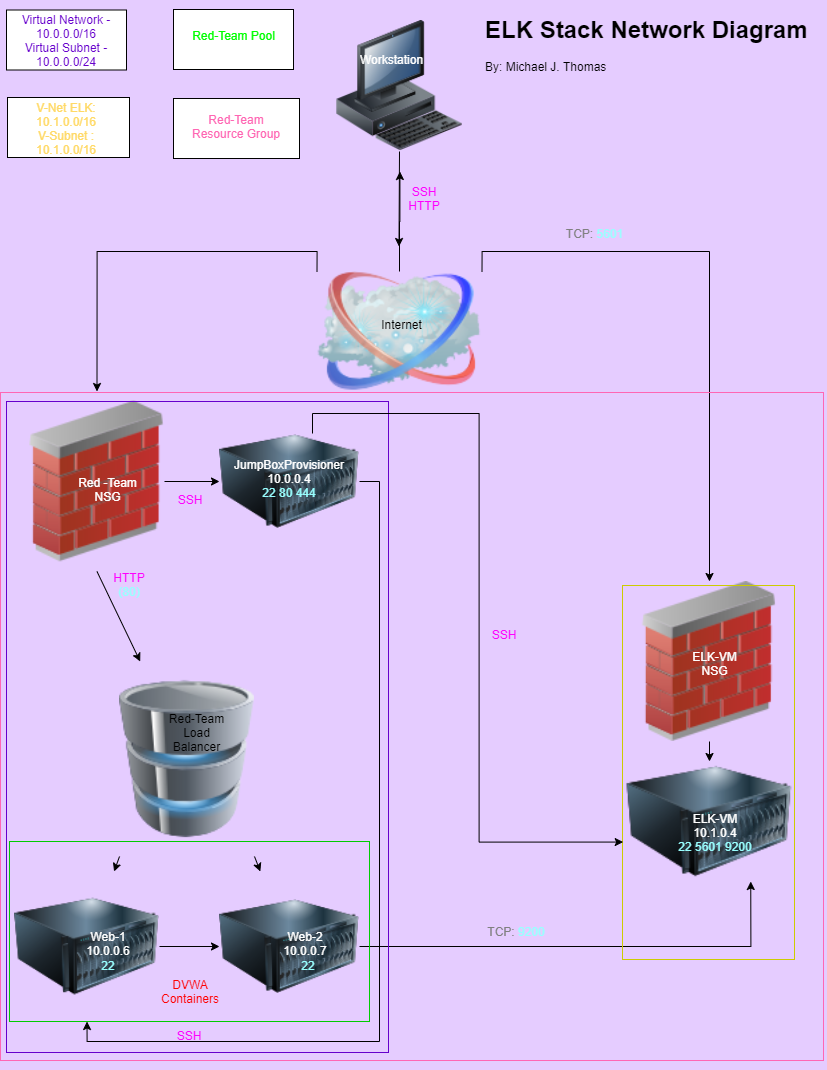 Virtual Network -
10.0.0.0/16
Virtual Subnet -
10.0.0.0/24
Red-Team Pool
V-Net ELK:
10.1.0.0/16
V-Subnet :
10.1.0.0/16
Red-Team
Resource Group
Workstation
ELK Stack Network Diagram
By: Michael J. Thomas
SSH
HTTP
TCP: 5601
Internet
Red -Team
NSG
SSH
JumpBoxProvisioner
10.0.0.4
22 80 444
HTTP
SSH
ELK-VM
NSG
Red-Team
Load
Balancer
ELK-VM
10.1.0.4
22 5601 9200
Web-1
10.0.0.6
22
Web-2
10.0.0.7
22
TCP: 9200
DVWA
Containers
SSH